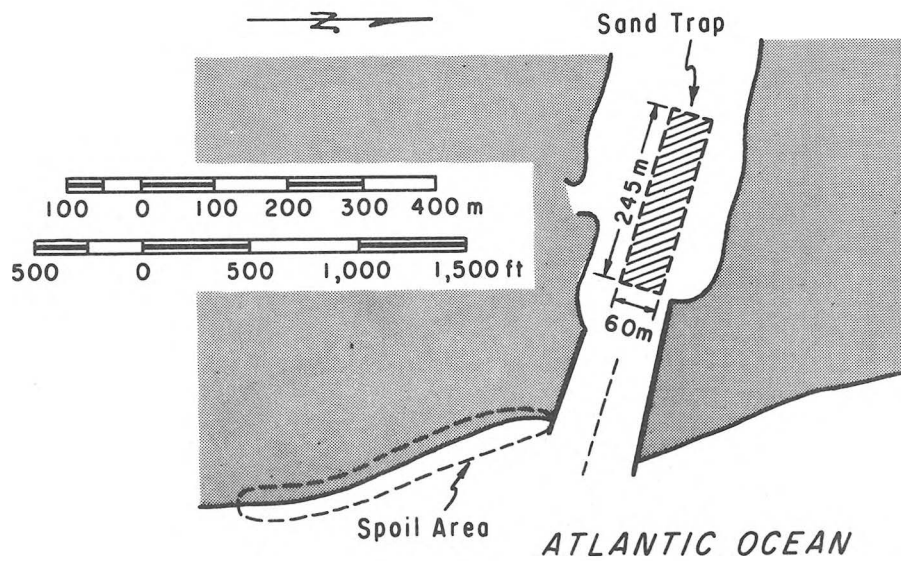 N
Sand Trap
245 m
100 0 100 200 300 400 m
500 0 500 1,000 1,500 ft
60m
Spoil Area
ATLANTIC OCEAN